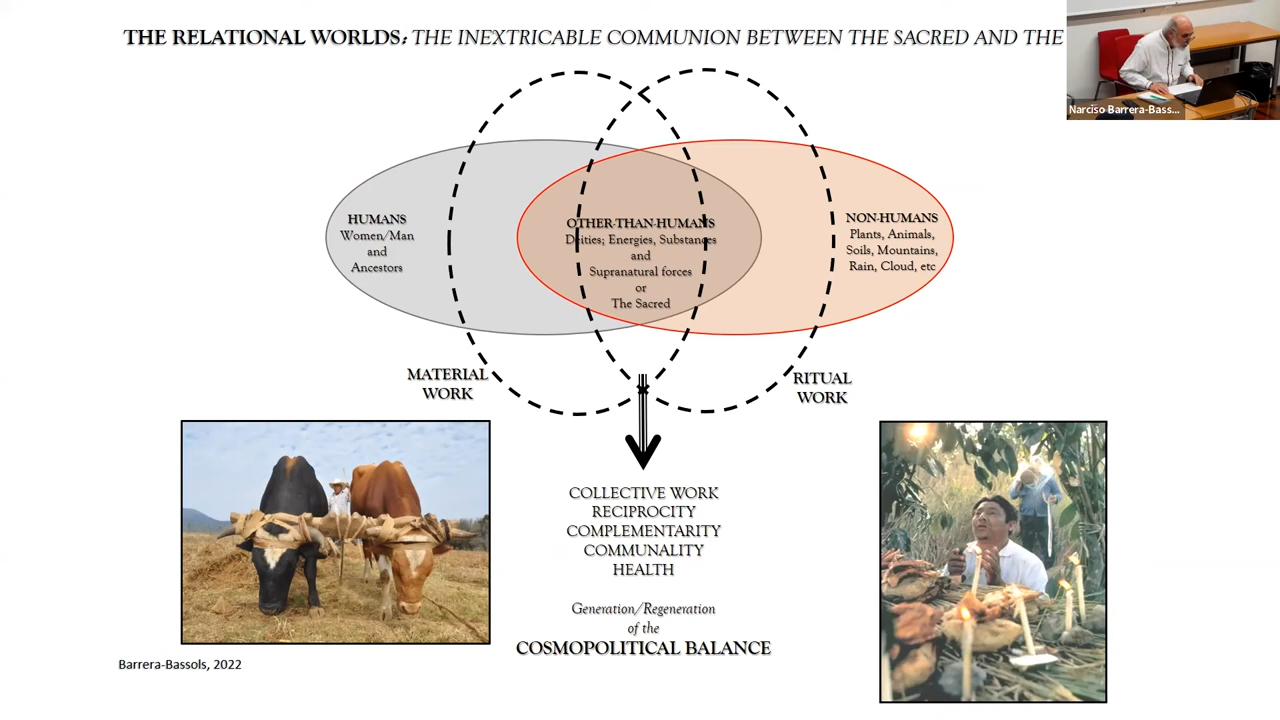 THE RELATIONAL WORLDS: THE INEXTRICABLE COMMUNION BETWEEN THE SACRED AND THE
Narciso Barrera-Bass...
HUMANS
Women/Man
and
Ancestors
OTHER-THAN-HUMANS
Deities; Energies, Substances
and
Supranatural forces
or
The Sacred
NON-HUMANS
Plants, Animals,
Soils, Mountains,
Rain, Cloud, etc
MATERIAL
WORK
RITUAL
WORK
COLLECTIVE WORK
RECIPROCITY
COMPLEMENTARITY
COMMUNALITY
HEALTH
Generation/Regeneration
of the
COSMOPOLITICAL BALANCE
Barrera-Bassols, 2022